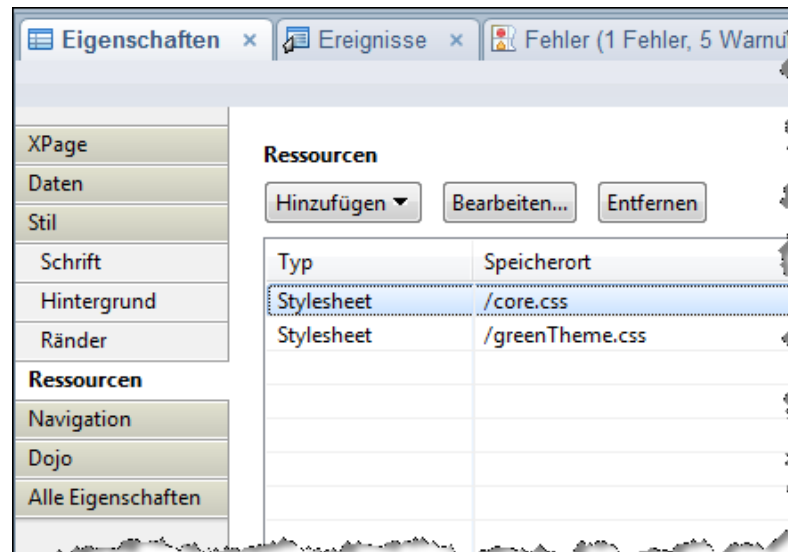 Eigenschaften
Ereignisse
Fehler (1 Fehler, 5 Warnu
XPage
Daten
Stil
Schrift
Hintergrund
Ränder
Ressourcen
Navigation
Dojo
Alle Eigenschaften
Ressourcen
Hinzufügen
Bearbeiten...
Entfernen
Typ Speicherort
Stylesheet /core.css
Stylesheet /greenTheme.css